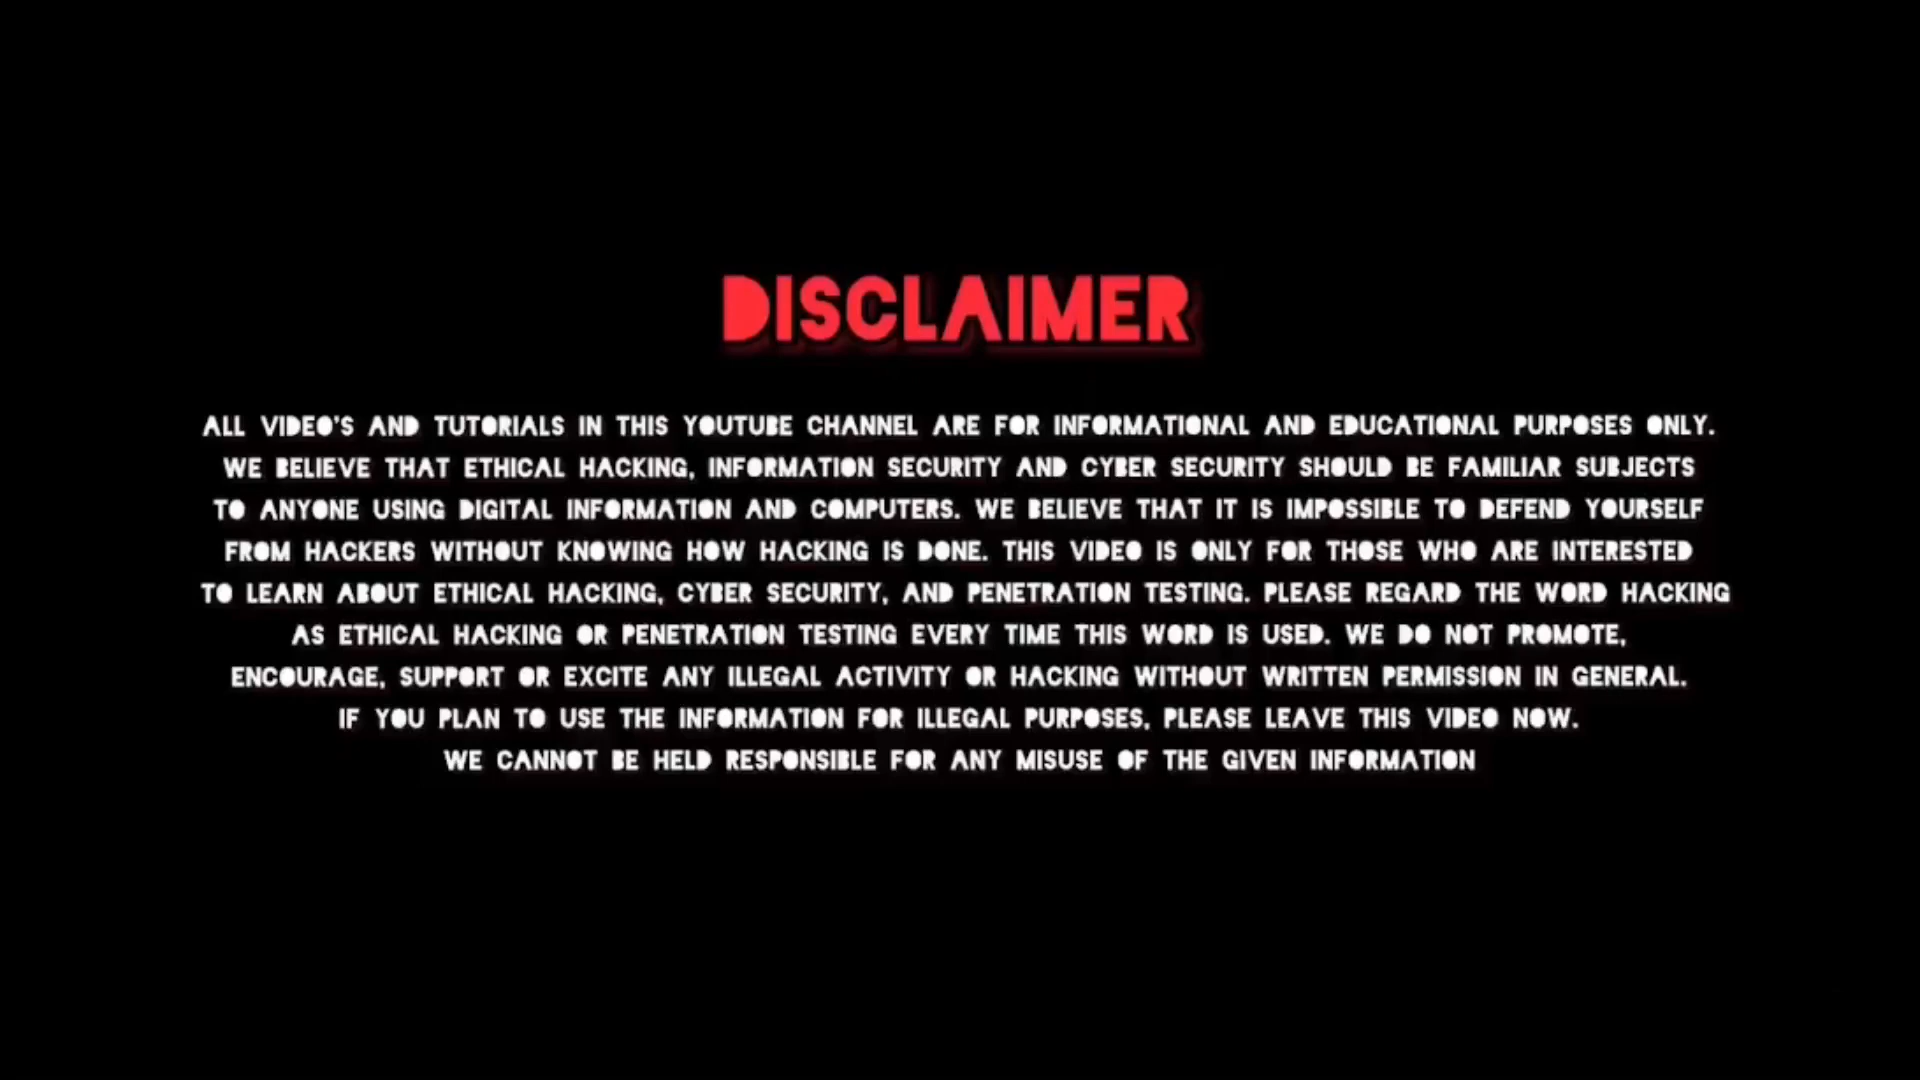 DISCLAIMER
ALL VIDEO'S AND TUTORIALS IN THIS YOUTUBE CHANNEL ARE FOR INFORMATIONAL AND EDUCATIONAL PURPOSES ONLY.
WE BELIEVE THAT ETHICAL HACKING, INFORMATION SECURITY AND CYBER SECURITY SHOULD BE FAMILIAR SUBJECTS
TO ANYONE USING DIGITAL INFORMATION AND COMPUTERS. WE BELIEVE THAT IT IS IMPOSSIBLE TO DEFEND YOURSELF
FROM HACKERS WITHOUT KNOWING HOW HACKING IS DONE. THIS VIDEO IS ONLY FOR THOSE WHO ARE INTERESTED
TO LEARN ABOUT ETHICAL HACKING, CYBER SECURITY, AND PENETRATION TESTING. PLEASE REGARD THE WORD HACKING
AS ETHICAL HACKING OR PENETRATION TESTING EVERY TIME THIS WORD IS USED. WE DO NOT PROMOTE,
ENCOURAGE, SUPPORT OR EXCITE ANY ILLEGAL ACTIVITY OR HACKING WITHOUT WRITTEN PERMISSION IN GENERAL.
IF YOU PLAN TO USE THE INFORMATION FOR ILLEGAL PURPOSES, PLEASE LEAVE THIS VIDEO NOW.
WE CANNOT BE HELD RESPONSIBLE FOR ANY MISUSE OF THE GIVEN INFORMATION